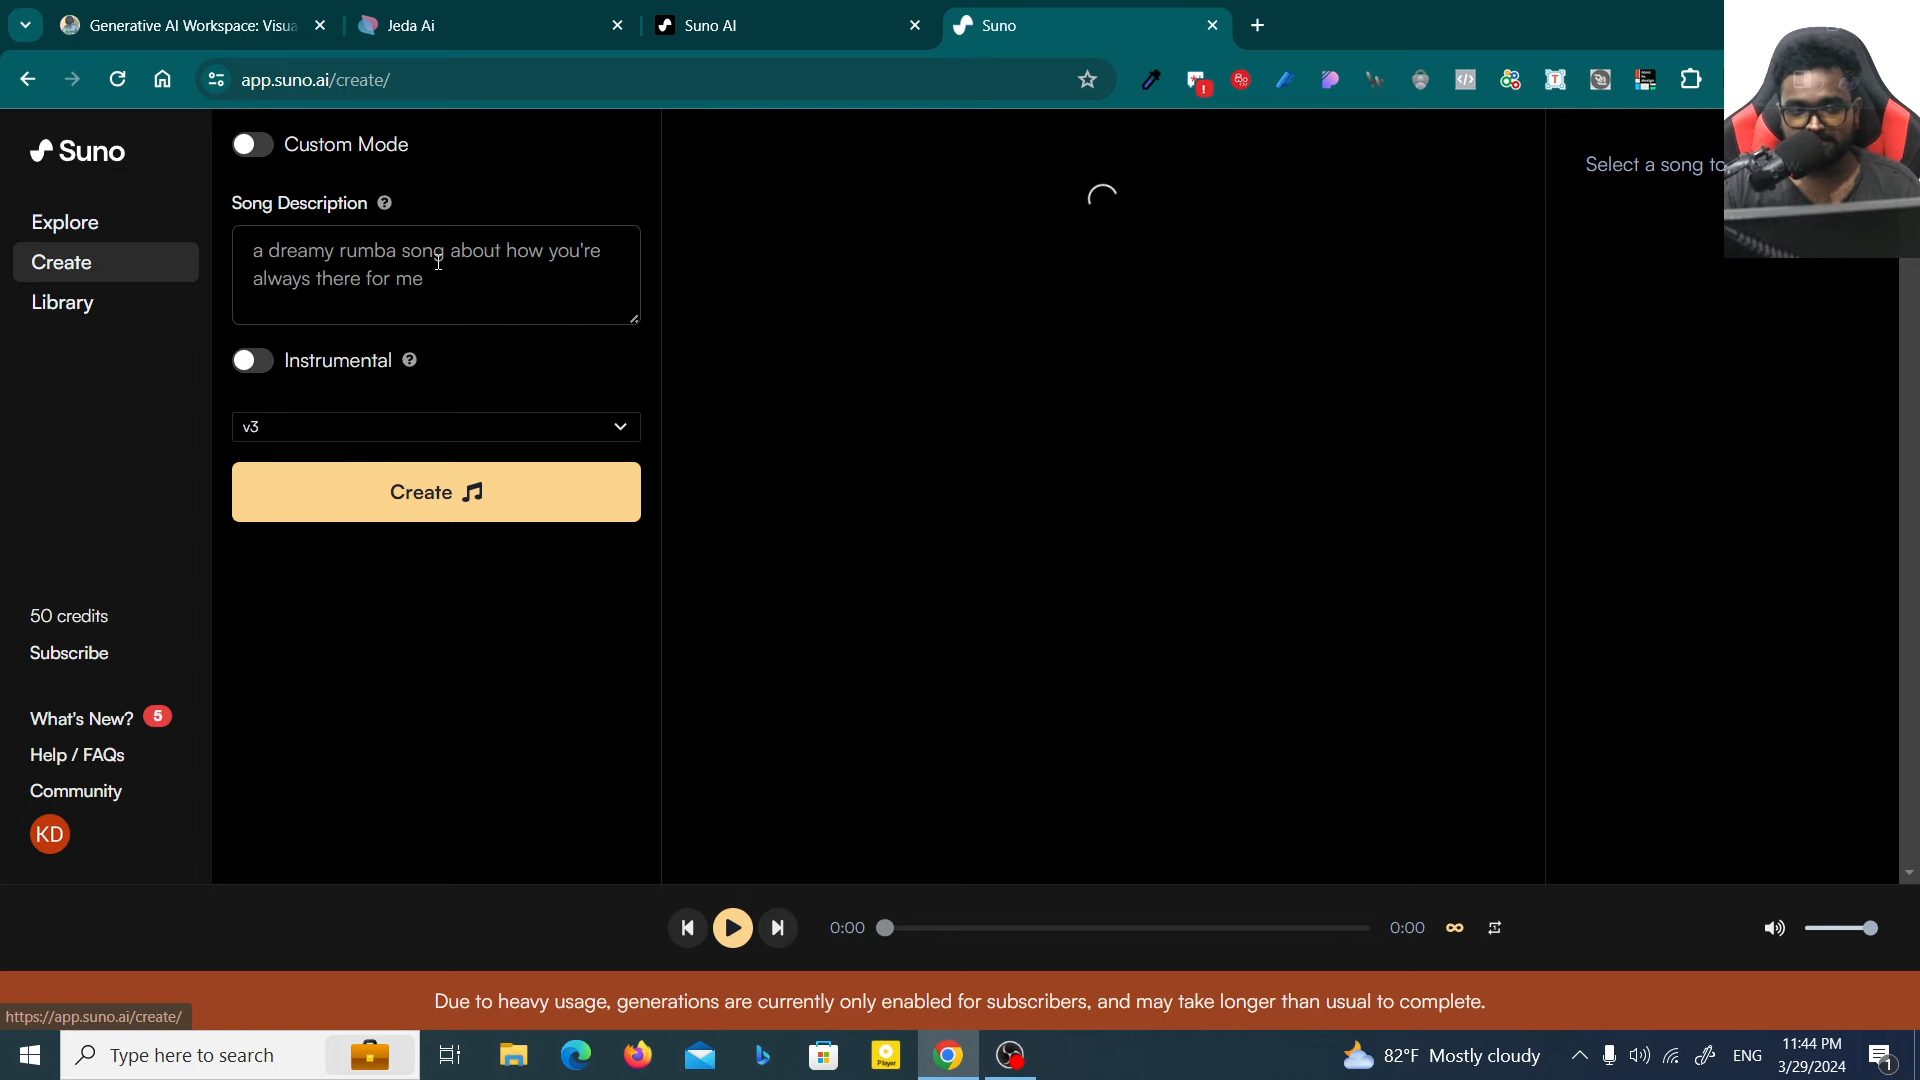 Generative AI Workspace: Visua
Jeda Ai
Suno AI
Suno
app.suno.ai/create/
Suno
Custom Mode
Select a song to
Song Description
Explore
a dreamy rumba song about how you're
always there for me
Create
Library
Instrumental
v3
Create
50 credits
Subscribe
What's New? 5
Help / FAQs
Community
KD
0:00
0:00
Due to heavy usage, generations are currently only enabled for subscribers, and may take longer than usual to complete.
https://app.suno.ai/create/
Type here to search
82°F Mostly cloudy
ENG
11:44 PM
3/29/2024
1